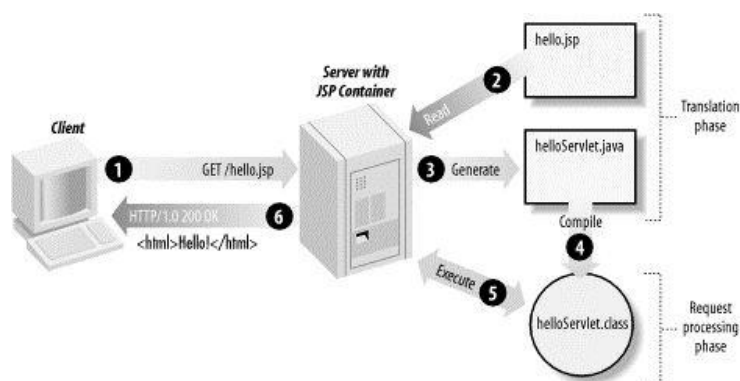 Client
Server with
JSP Container
1
GET /hello.jsp
2
Read
hello.jsp
3
Generate
helloServlet.java
Translation
phase
Compile
4
5
Execute
helloServlet.class
Request
processing
phase
6
HTTP/1.0 200 OK
<html>Hello!</html>